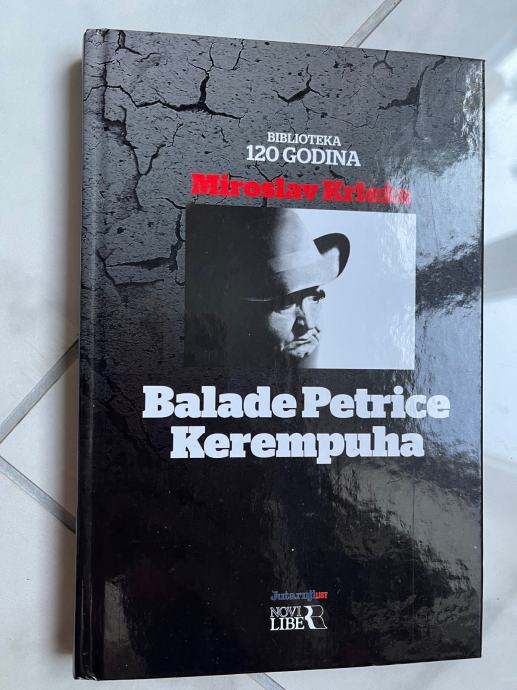 BIBLIOTEKA
120 GODINA
Miroslav Krleža
Balade Petrice
Kerempuha
Jutarnji LIST
NOVI
LIBER